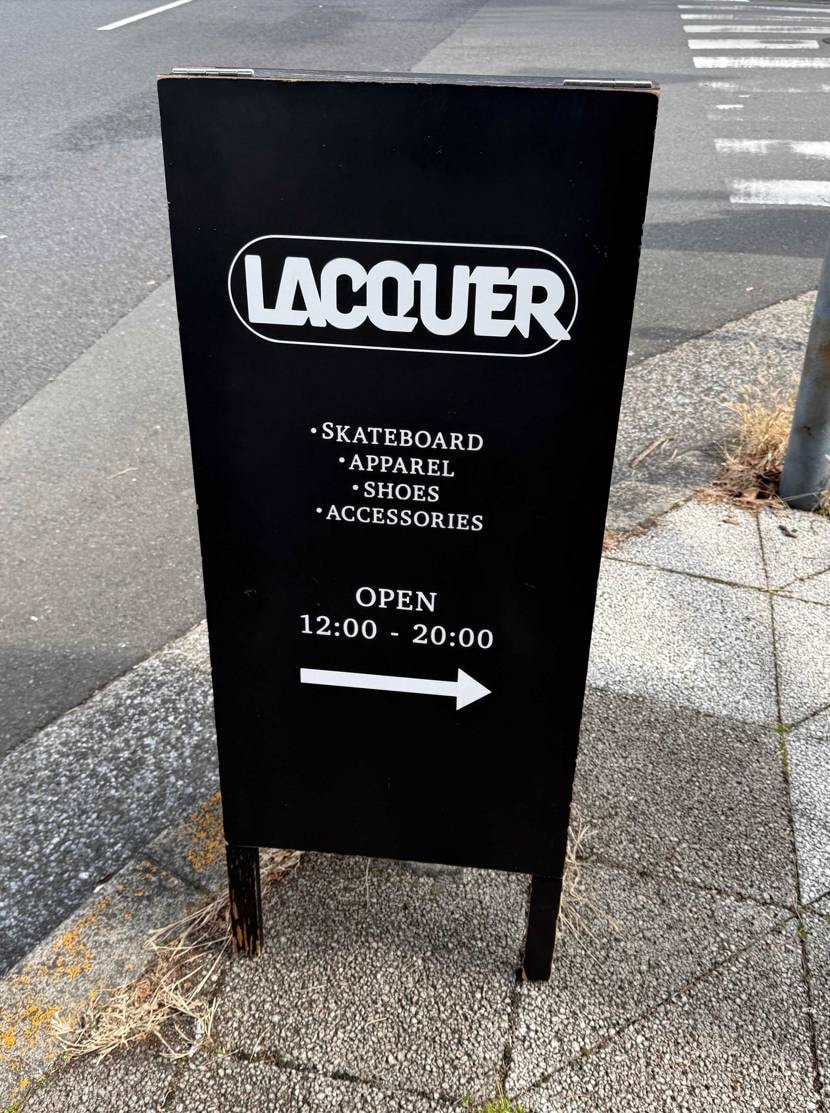 LACQUER
•SKATEBOARD
•APPAREL
•SHOES
•ACCESSORIES
OPEN
12:00 - 20:00